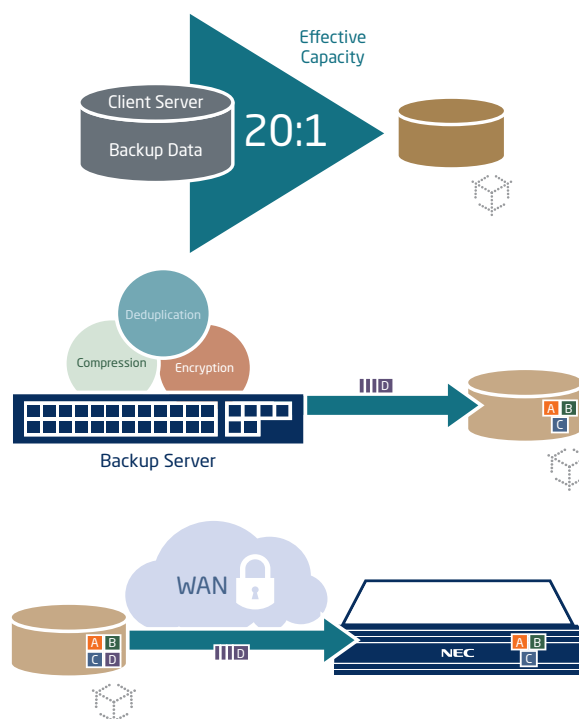 Effective
Capacity
Client Server
20:1
Backup Data
Deduplication
Compression
Encryption
D
A B
C
Backup Server
WAN
A B
C D
D
NEC
A B
C